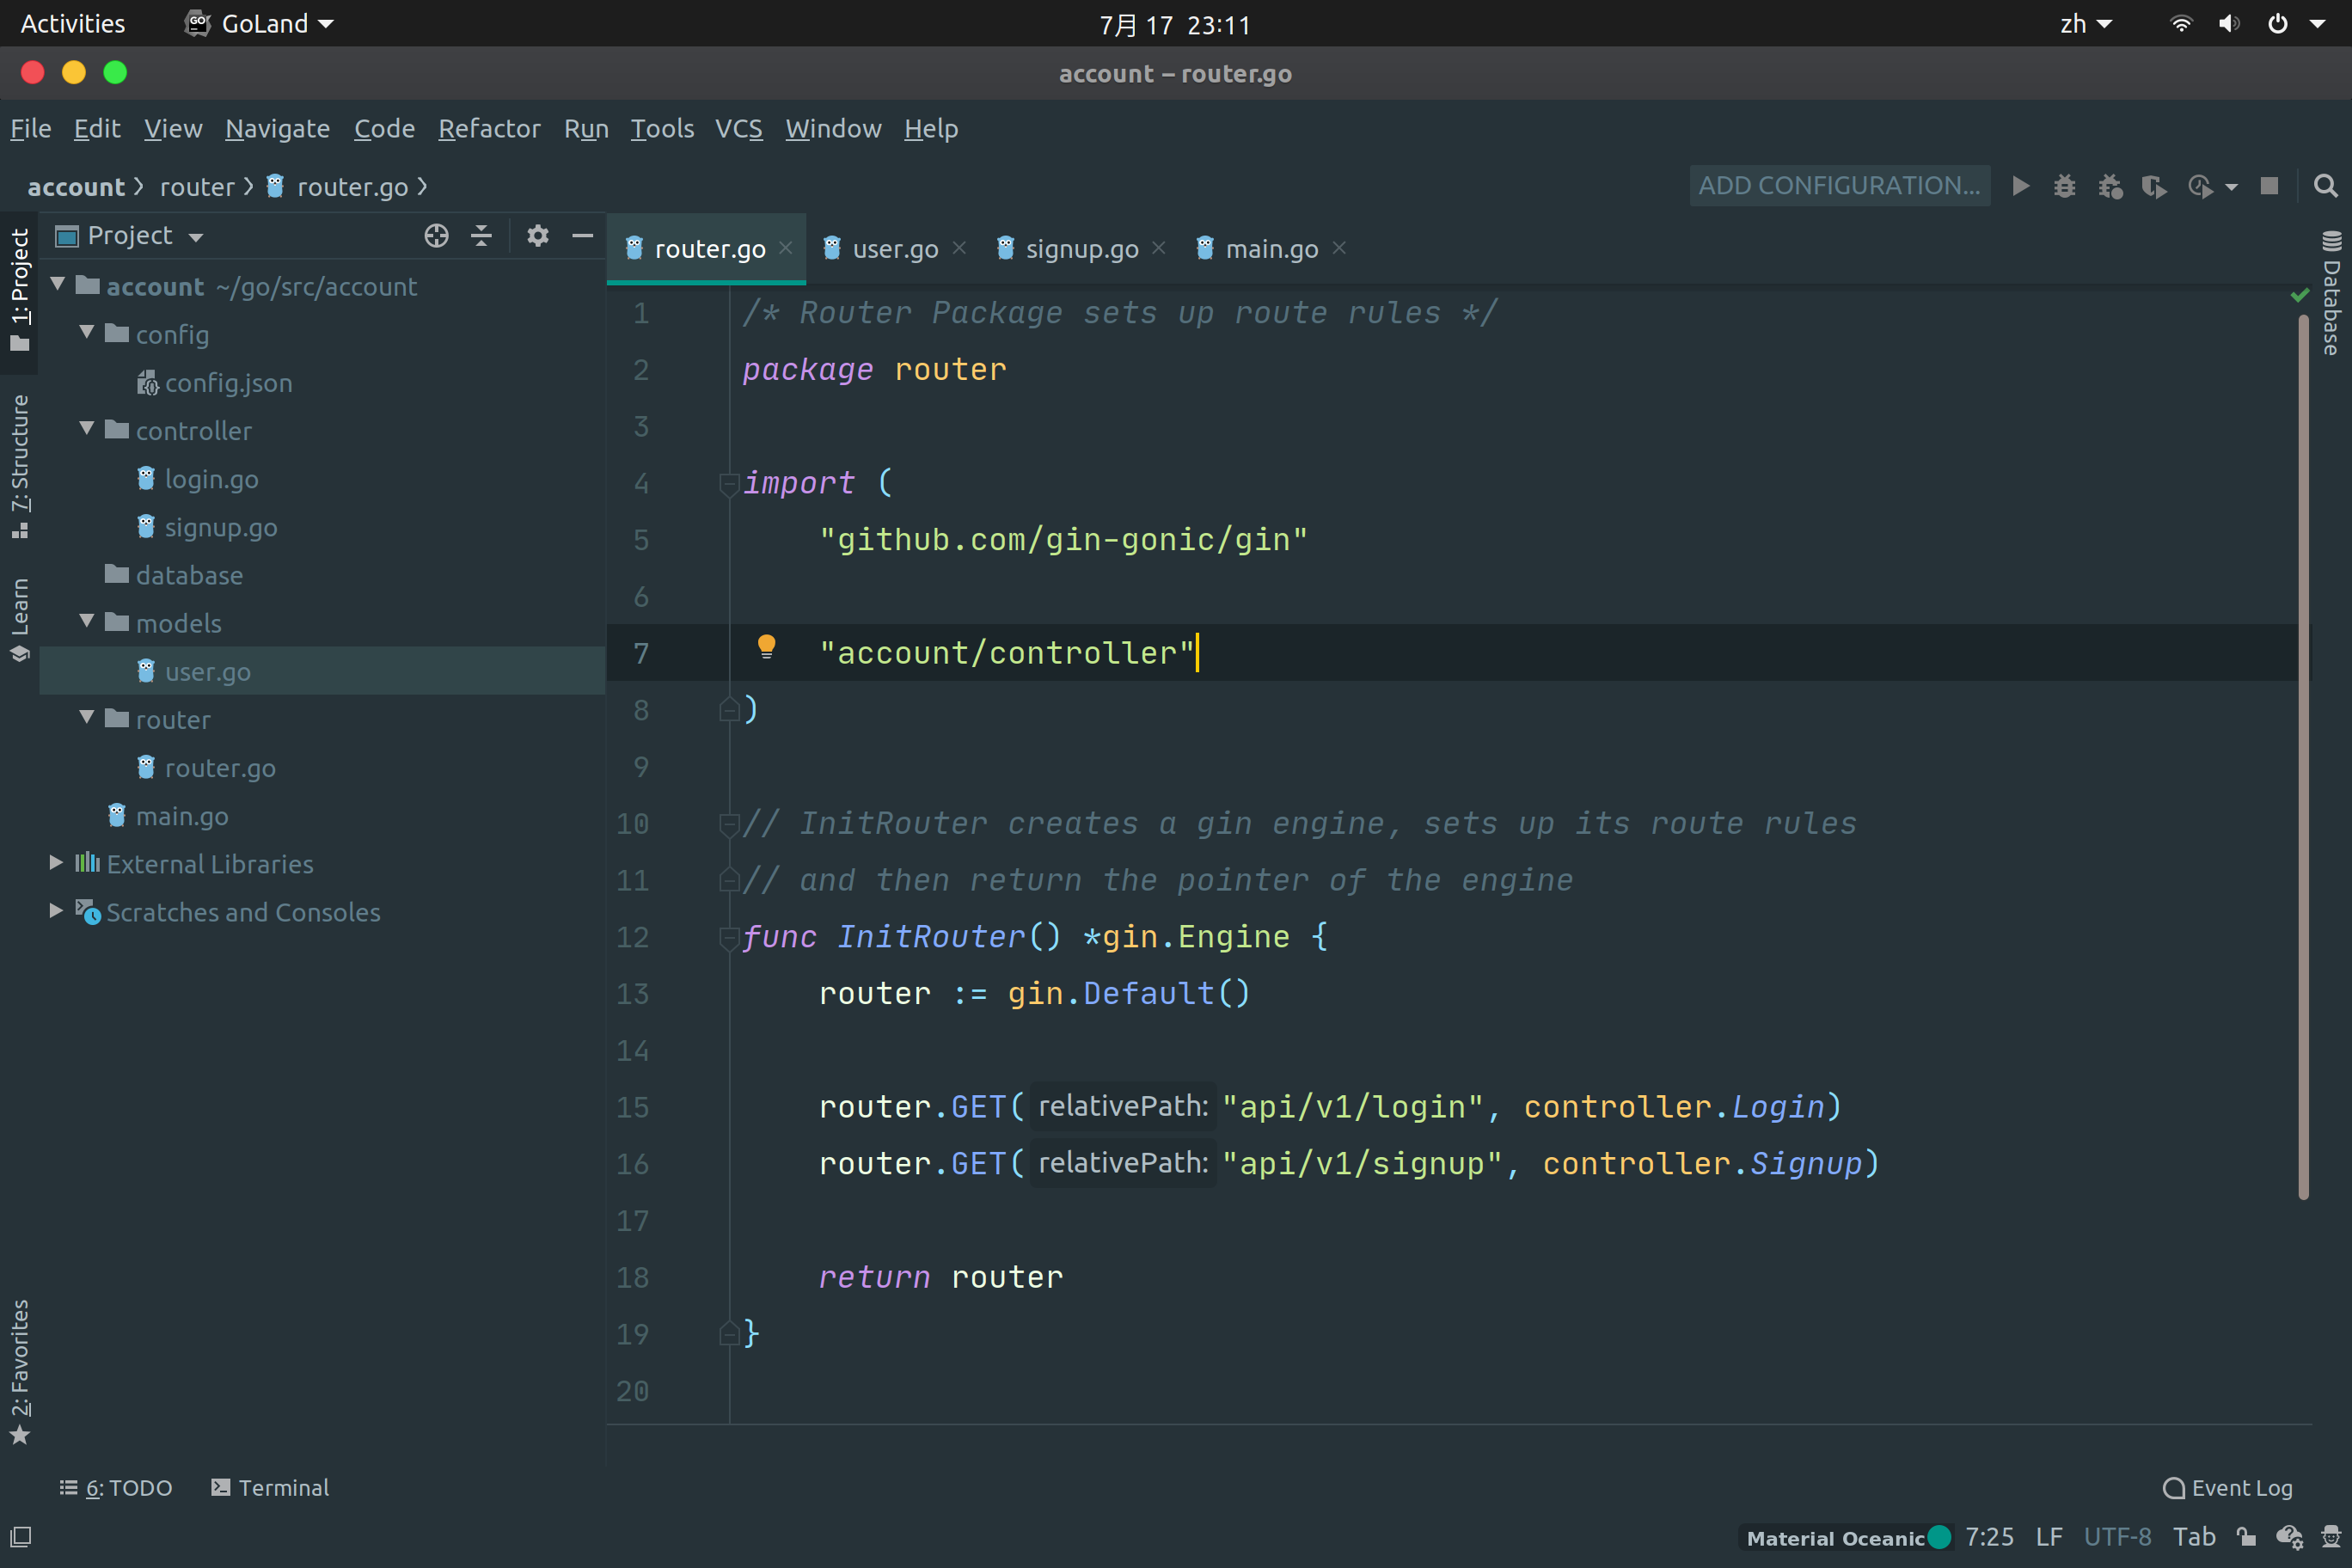 Activities GoLand 7月 17 23:11 zh
account – router.go
File Edit View Navigate Code Refactor Run Tools VCS Window Help
account router router.go ADD CONFIGURATION...
Project
router.go user.go signup.go main.go
1: Project
7: Structure
Learn
2: Favorites
account ~/go/src/account
config
config.json
controller
login.go
signup.go
database
models
user.go
router
router.go
main.go
External Libraries
Scratches and Consoles
1 /* Router Package sets up route rules */
2 package router
3
4 import (
5 "github.com/gin-gonic/gin"
6
7 "account/controller"
8 )
9
10 // InitRouter creates a gin engine, sets up its route rules
11 // and then return the pointer of the engine
12 func InitRouter() *gin.Engine {
13 router := gin.Default()
14
15 router.GET( relativePath: "api/v1/login", controller.Login)
16 router.GET( relativePath: "api/v1/signup", controller.Signup)
17
18 return router
19 }
20
Database
6: TODO Terminal Event Log
Material Oceanic 7:25 LF UTF-8 Tab